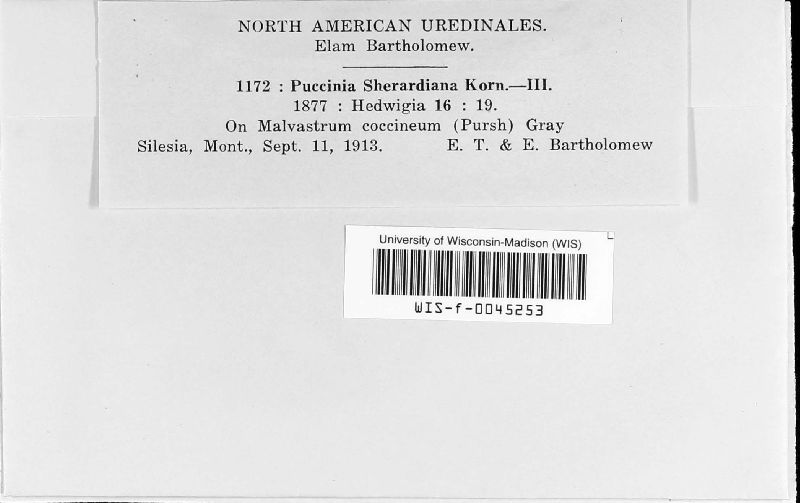 NORTH AMERICAN UREDINALES.
Elam Bartholomew.
1172 : Puccinia Sherardiana Korn.—III.
1877 : Hedwigia 16 : 19.
On Malvastrum coccineum (Pursh) Gray
Silesia, Mont., Sept. 11, 1913. E. T. & E. Bartholomew
University of Wisconsin-Madison (WIS)
WIS-f-0045253